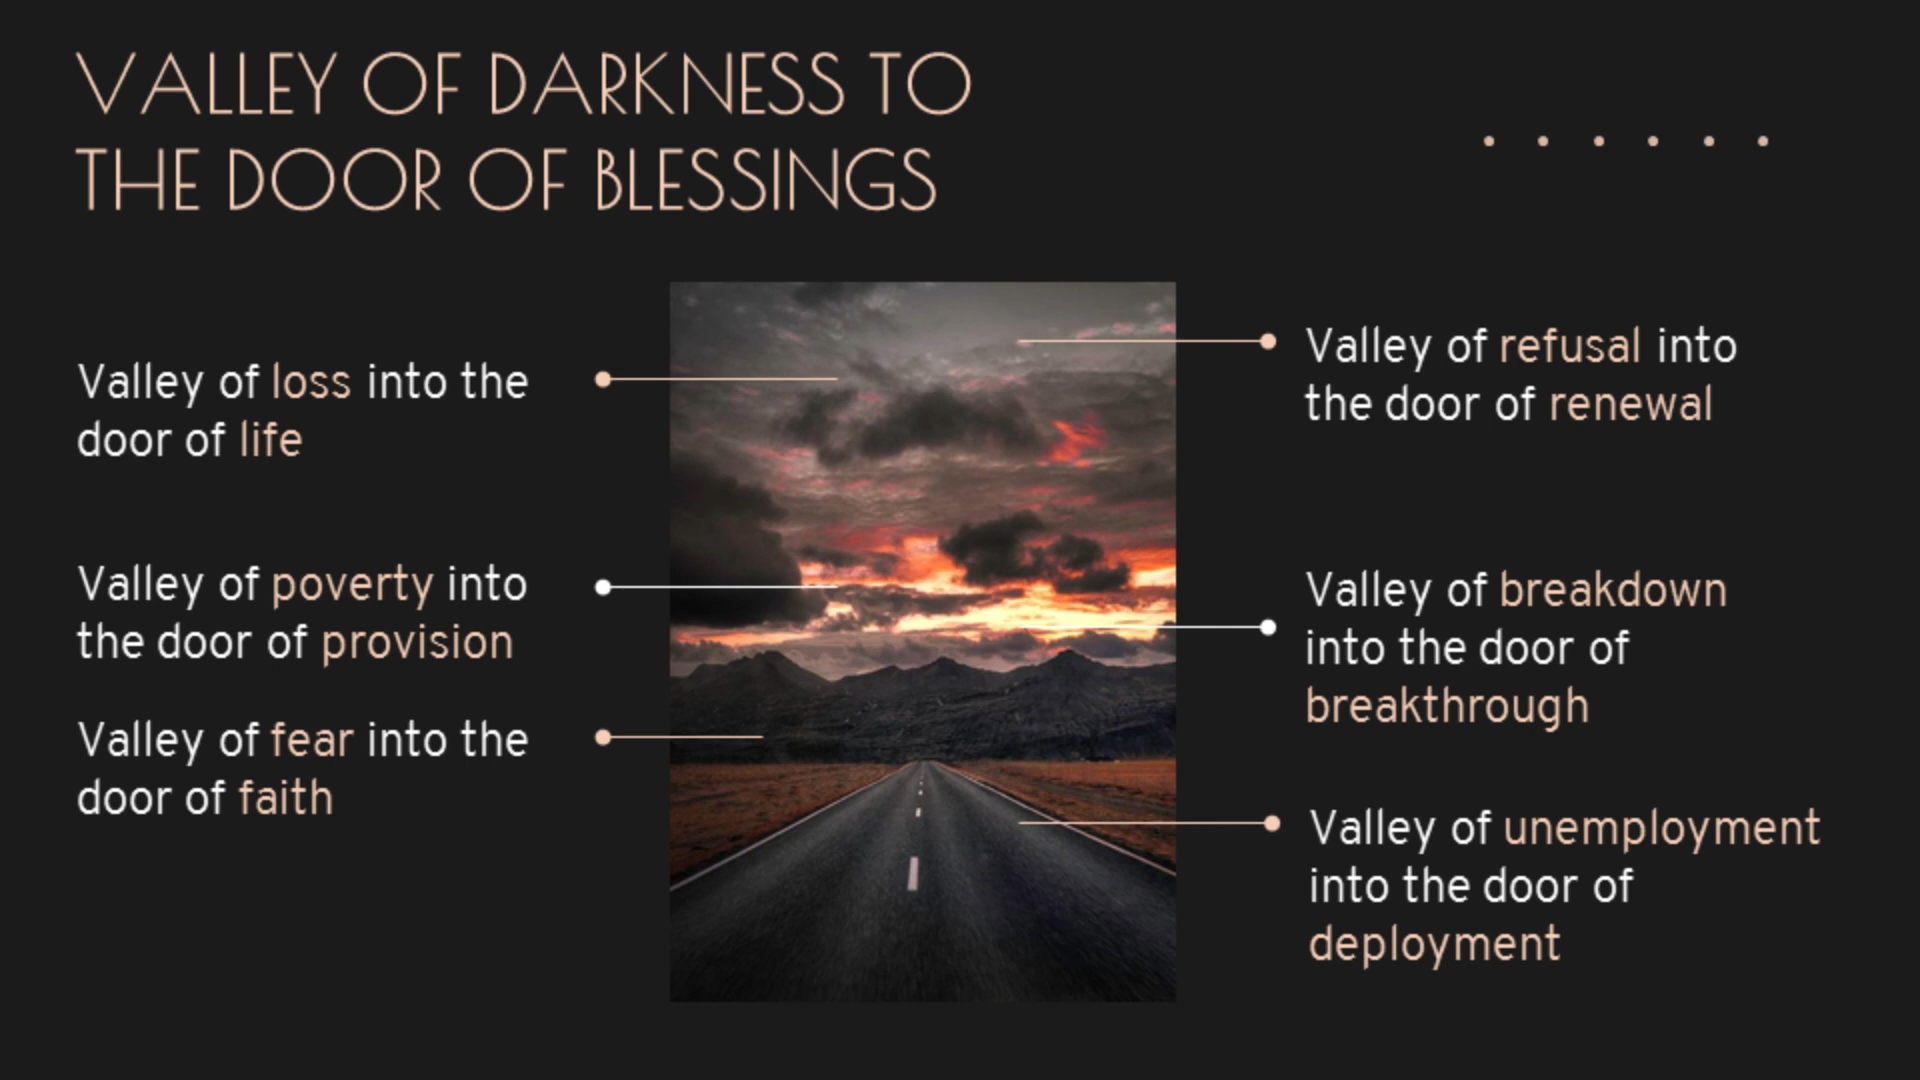 VALLEY OF DARKNESS TO
THE DOOR OF BLESSINGS
Valley of loss into the
door of life
Valley of poverty into
the door of provision
Valley of fear into the
door of faith
Valley of refusal into
the door of renewal
Valley of breakdown
into the door of
breakthrough
Valley of unemployment
into the door of
deployment